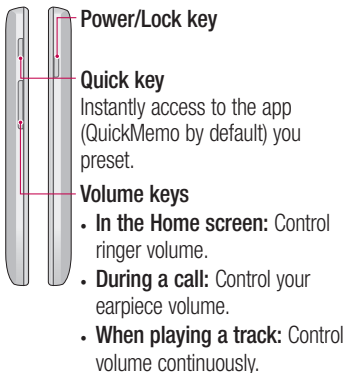 Power/Lock key
Quick key
Instantly access to the app
(QuickMemo by default) you
preset.
Volume keys
• In the Home screen: Control
ringer volume.
• During a call: Control your
earpiece volume.
• When playing a track: Control
volume continuously.